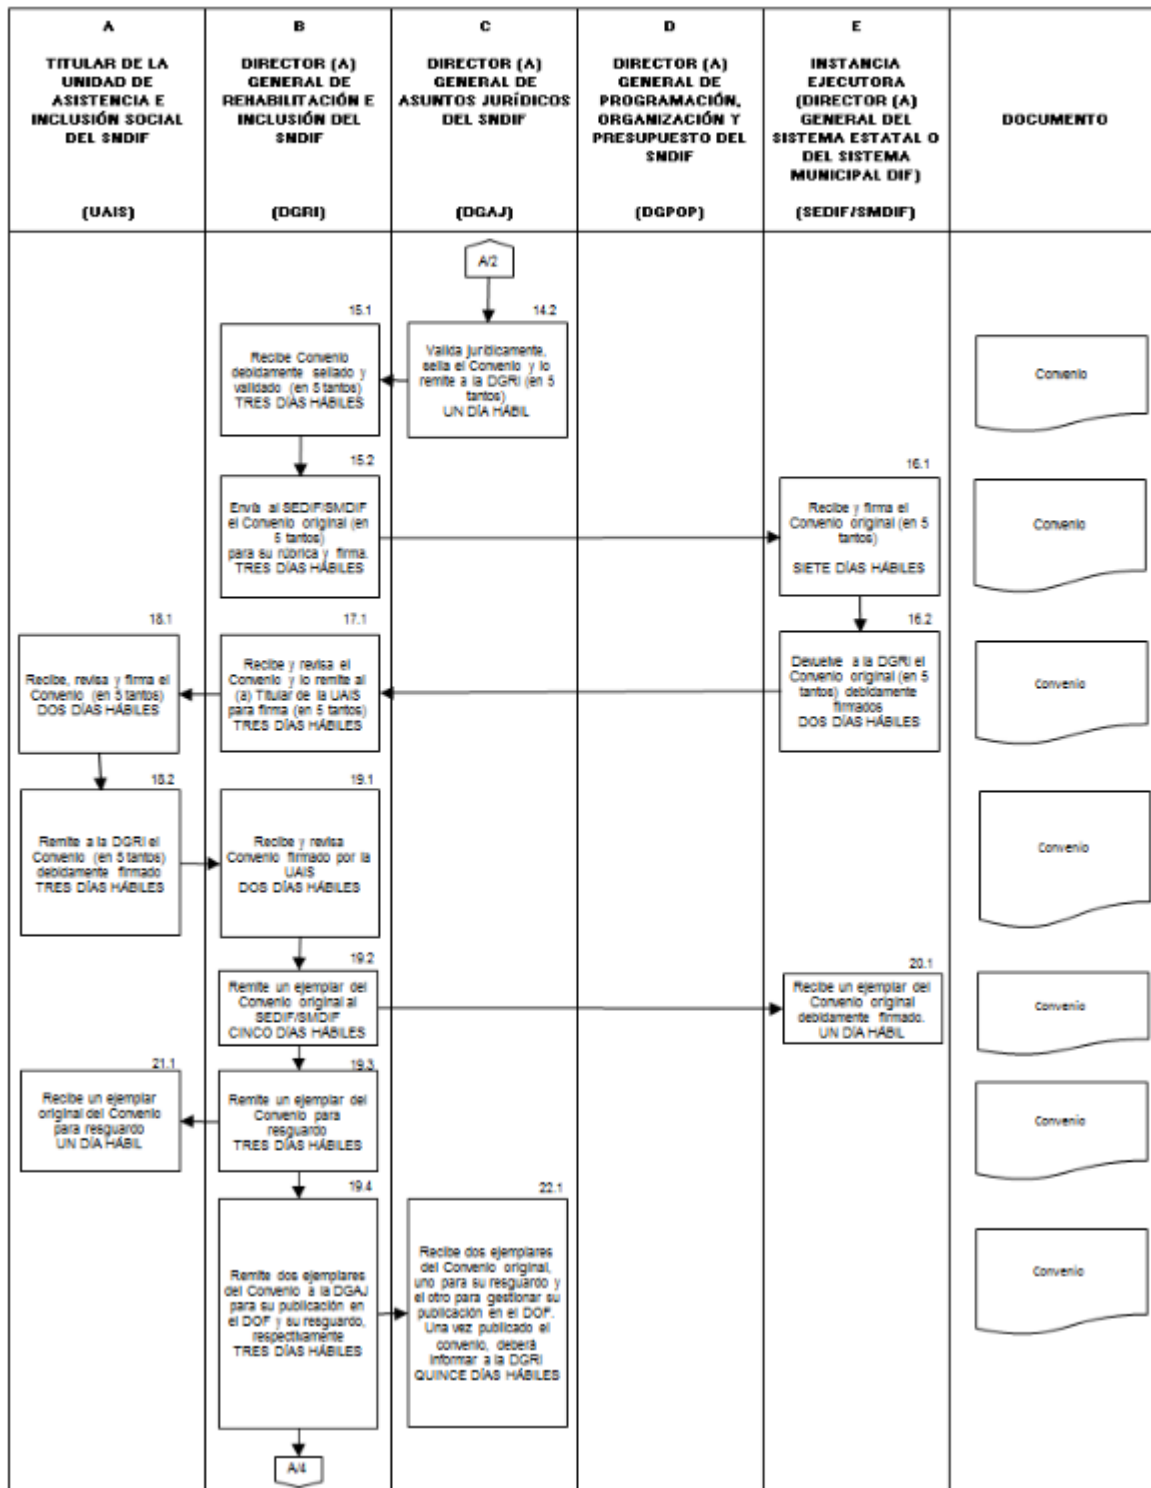 A
TITULAR DE LA
UNIDAD DE
ASISTENCIA E
INCLUSIÓN SOCIAL
DEL SNDIF
(UAIS)
B
DIRECTOR (A)
GENERAL DE
REHABILITACIÓN E
INCLUSIÓN DEL
SNDIF
(DGRI)
C
DIRECTOR (A)
GENERAL DE
ASUNTOS JURÍDICOS
DEL SNDIF
(DGAJ)
D
DIRECTOR (A)
GENERAL DE
PROGRAMACIÓN,
ORGANIZACIÓN Y
PRESUPUESTO DEL
SNDIF
(DGPOP)
E
INSTANCIA
EJECUTORA
(DIRECTOR (A)
GENERAL DEL
SISTEMA ESTATAL O
DEL SISTEMA
MUNICIPAL DIF)
(SEDIF/SMDIF)
DOCUMENTO
A/2
15.1
Recibe Convenio
debidamente sellado y
validado (en 5 tantos)
TRES DÍAS HÁBILES
14.2
Valida jurídicamente,
sella el Convenio y lo
remite a la DGRI (en 5
tantos)
UN DÍA HÁBIL
Convenio
15.2
Envía al SEDIF/SMDIF
el Convenio original (en
5 tantos)
para su rúbrica y firma.
TRES DÍAS HÁBILES
16.1
Recibe y firma el
Convenio original (en 5
tantos)
SIETE DÍAS HÁBILES
Convenio
18.1
Recibe, revisa y firma el
Convenio (en 5 tantos)
DOS DÍAS HÁBILES
17.1
Recibe y revisa el
Convenio y lo remite al
(a) Titular de la UAIS
para firma (en 5 tantos)
TRES DÍAS HÁBILES
16.2
Devuelve a la DGRI el
Convenio original (en 5
tantos) debidamente
firmados
DOS DÍAS HÁBILES
Convenio
18.2
Remite a la DGRI el
Convenio (en 5 tantos)
debidamente firmado
TRES DÍAS HÁBILES
19.1
Recibe y revisa
Convenio firmado por la
UAIS
DOS DÍAS HÁBILES
Convenio
19.2
Remite un ejemplar del
Convenio original al
SEDIF/SMDIF
CINCO DÍAS HÁBILES
20.1
Recibe un ejemplar del
Convenio original
debidamente firmado.
UN DÍA HÁBIL
Convenio
21.1
Recibe un ejemplar
original del Convenio
para resguardo
UN DÍA HÁBIL
19.3
Remite un ejemplar del
Convenio para
resguardo
TRES DÍAS HÁBILES
Convenio
19.4
Remite dos ejemplares
del Convenio a la DGAJ
para su publicación en
el DOF y su resguardo,
respectivamente
TRES DÍAS HÁBILES
22.1
Recibe dos ejemplares
del Convenio original,
uno para su resguardo y
el otro para gestionar su
publicación en el DOF.
Una vez publicado el
convenio, deberá
informar a la DGRI
QUINCE DÍAS HÁBILES
Convenio
A/4